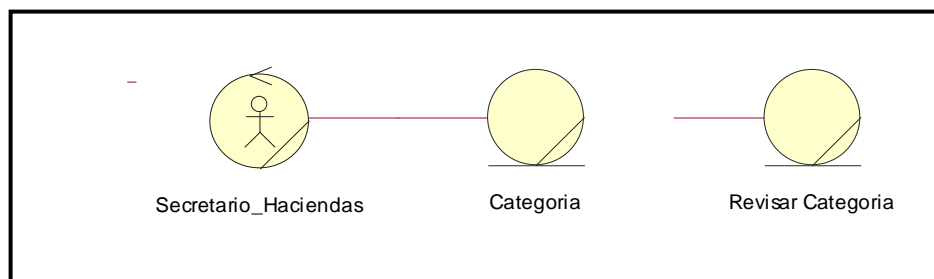 Secretario_Haciendas
Categoria
Revisar Categoria